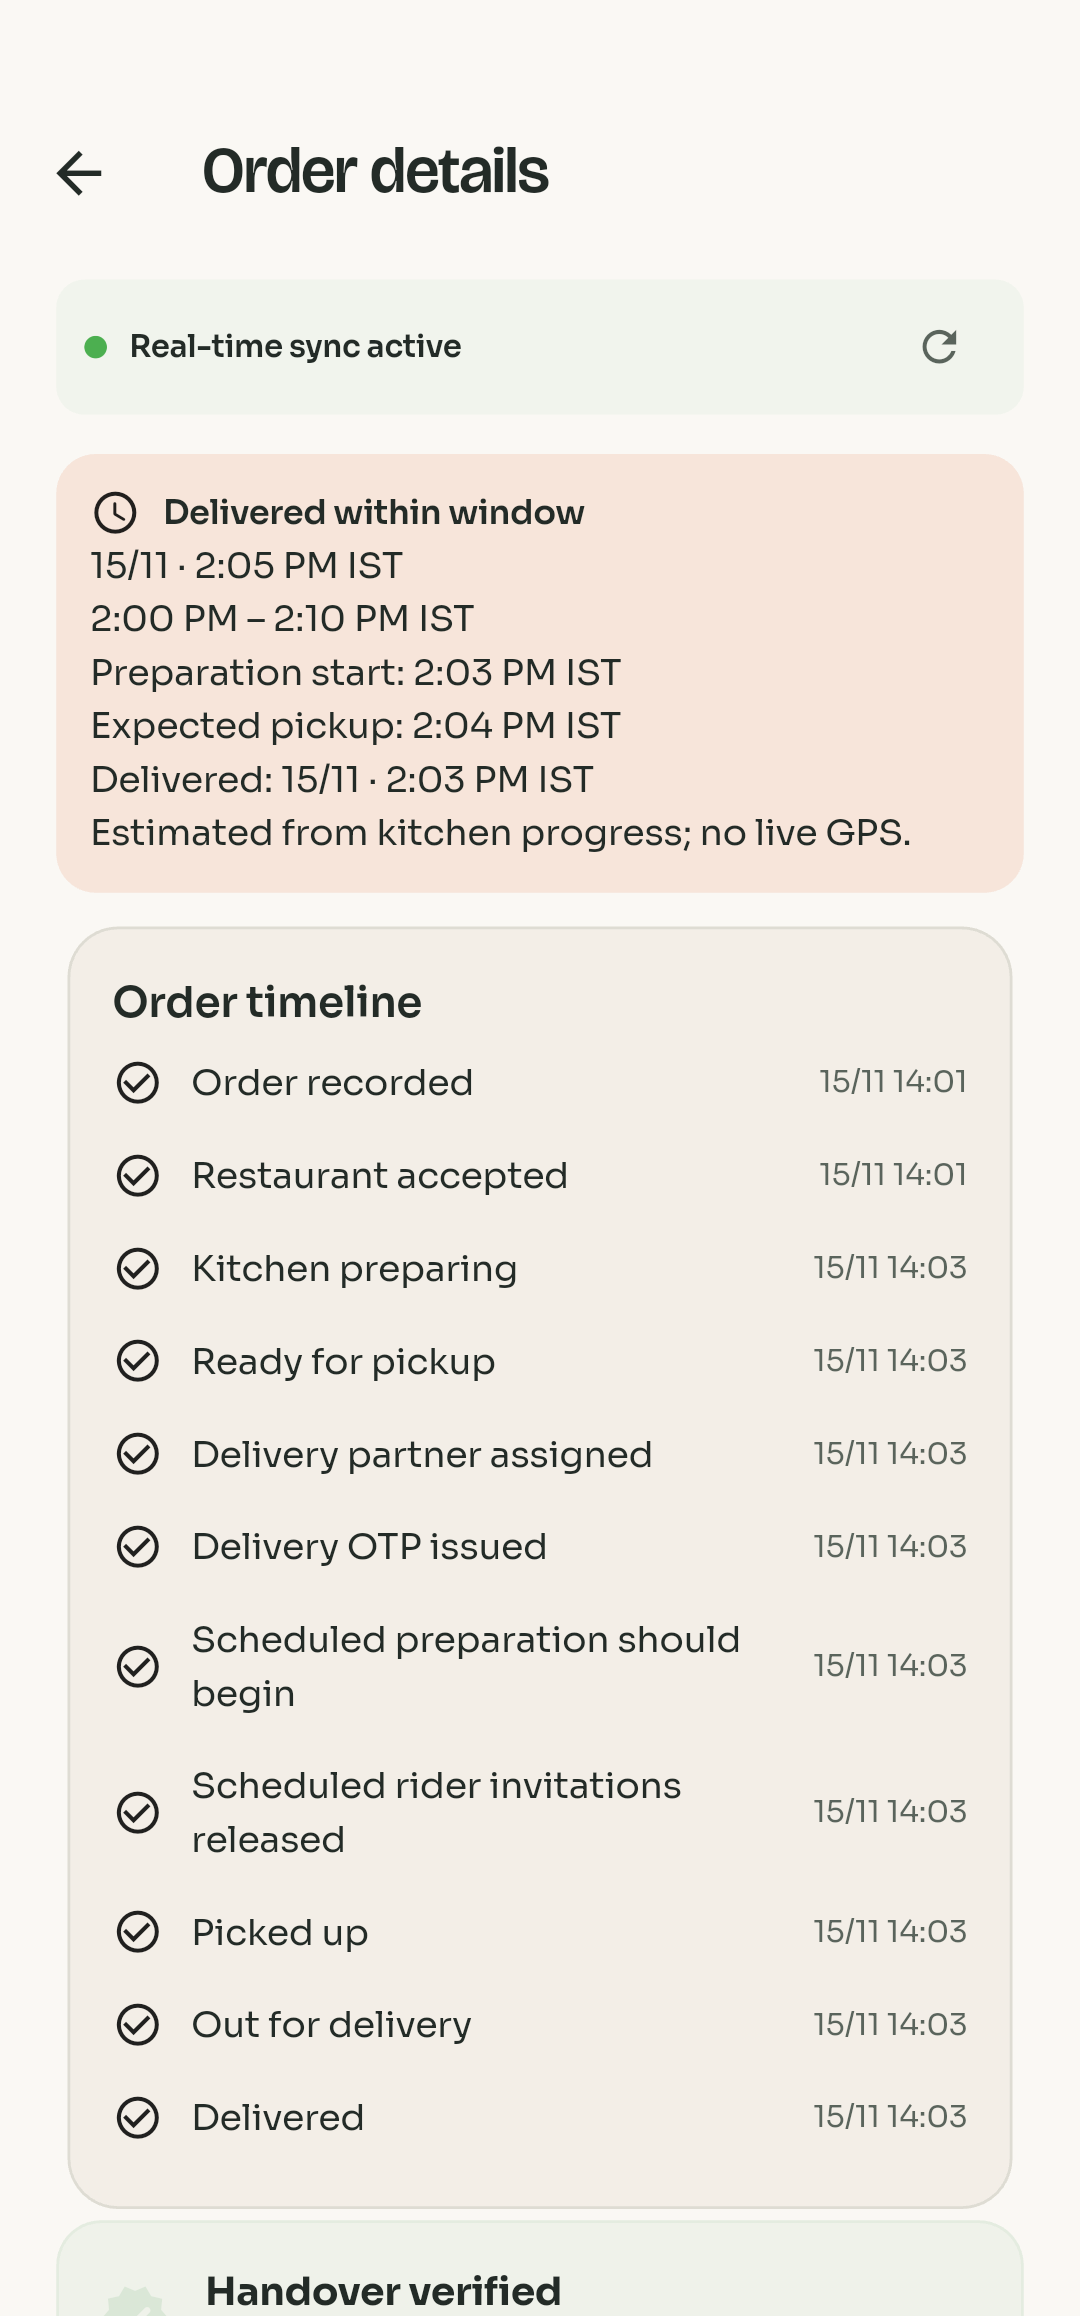 Order details
Real-time sync active
Delivered within window
15/11 · 2:05 PM IST
2:00 PM – 2:10 PM IST
Preparation start: 2:03 PM IST
Expected pickup: 2:04 PM IST
Delivered: 15/11 · 2:03 PM IST
Estimated from kitchen progress; no live GPS.
Order timeline
Order recorded 15/11 14:01
Restaurant accepted 15/11 14:01
Kitchen preparing 15/11 14:03
Ready for pickup 15/11 14:03
Delivery partner assigned 15/11 14:03
Delivery OTP issued 15/11 14:03
Scheduled preparation should
begin 15/11 14:03
Scheduled rider invitations
released 15/11 14:03
Picked up 15/11 14:03
Out for delivery 15/11 14:03
Delivered 15/11 14:03
Handover verified